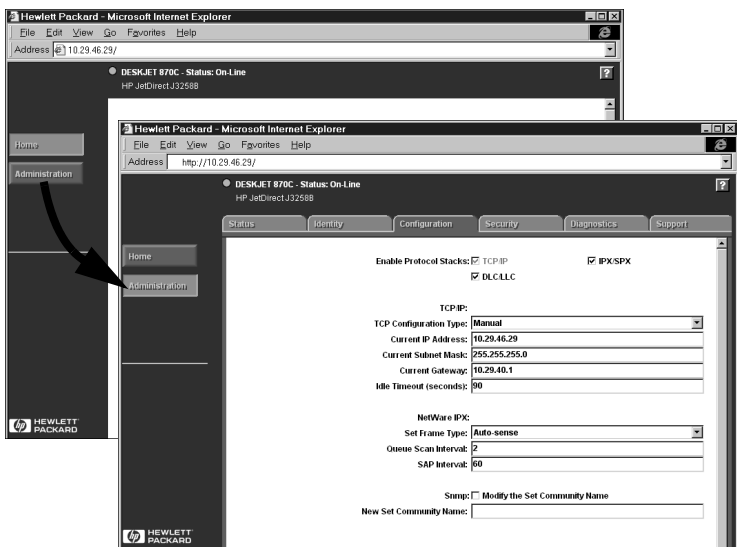 Hewlett Packard - Microsoft Internet Explorer
File Edit View Go Favorites Help
Address 10.29.46.29/
DESKJET 870C - Status: On-Line
HP JetDirect J3258B
?
Home
Administration
hp HEWLETT
PACKARD
Hewlett Packard - Microsoft Internet Explorer
File Edit View Go Favorites Help
Address http://10.29.46.29/
DESKJET 870C - Status: On-Line
HP JetDirect J3258B
?
Status Identity Configuration Security Diagnostics Support
Home
Administration
Enable Protocol Stacks: TCP/IP IPX/SPX
DLC/LLC
TCP/IP:
TCP Configuration Type: Manual
Current IP Address: 10.29.46.29
Current Subnet Mask: 255.255.255.0
Current Gateway: 10.29.40.1
Idle Timeout (seconds): 90
NetWare IPX:
Set Frame Type: Auto-sense
Queue Scan Interval: 2
SAP Interval: 60
Snmp: Modify the Set Community Name
New Set Community Name:
hp HEWLETT
PACKARD